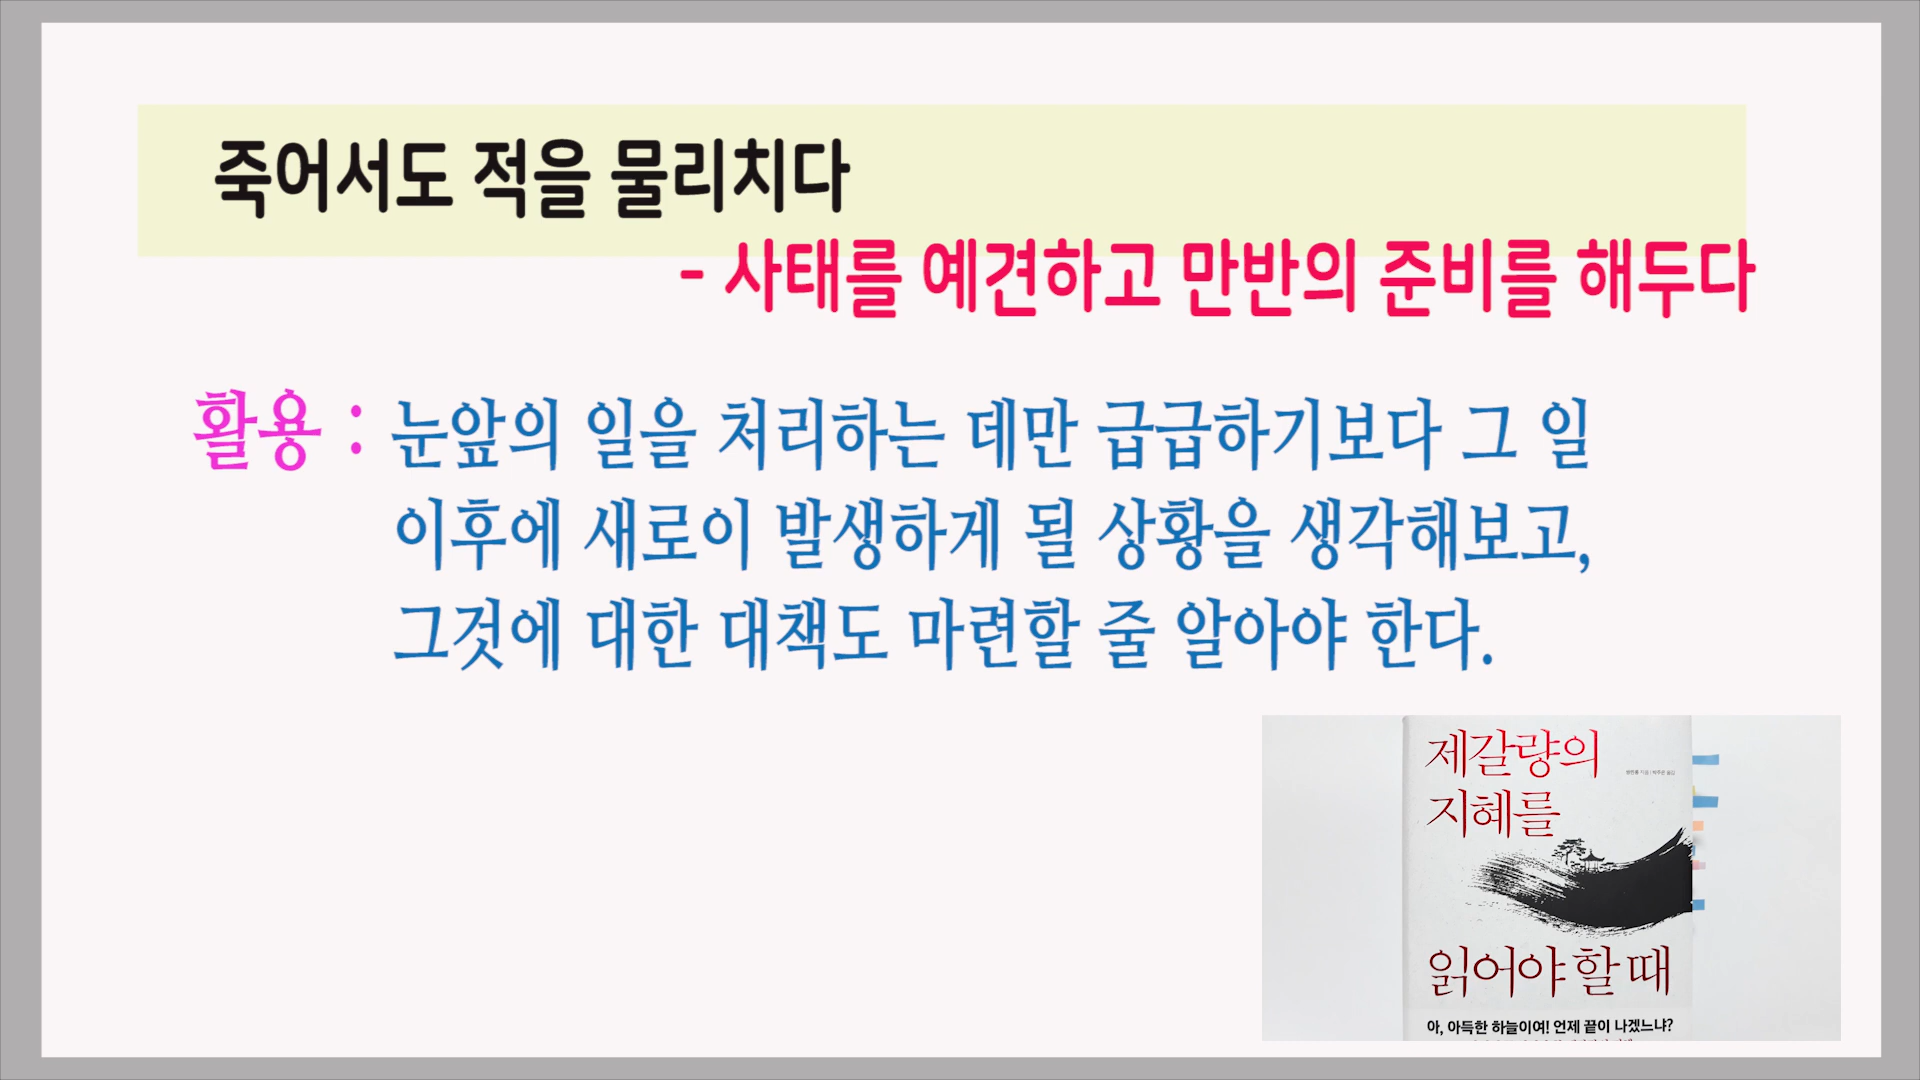 죽어서도 적을 물리치다
- 사태를 예견하고 만반의 준비를 해두다
활용 : 눈앞의 일을 처리하는 데만 급급하기보다 그 일
이후에 새로이 발생하게 될 상황을 생각해보고,
그것에 대한 대책도 마련할 줄 알아야 한다.
제갈량의
지혜를
읽어야 할 때
아, 아득한 하늘이여! 언제 끝이 나겠느냐?